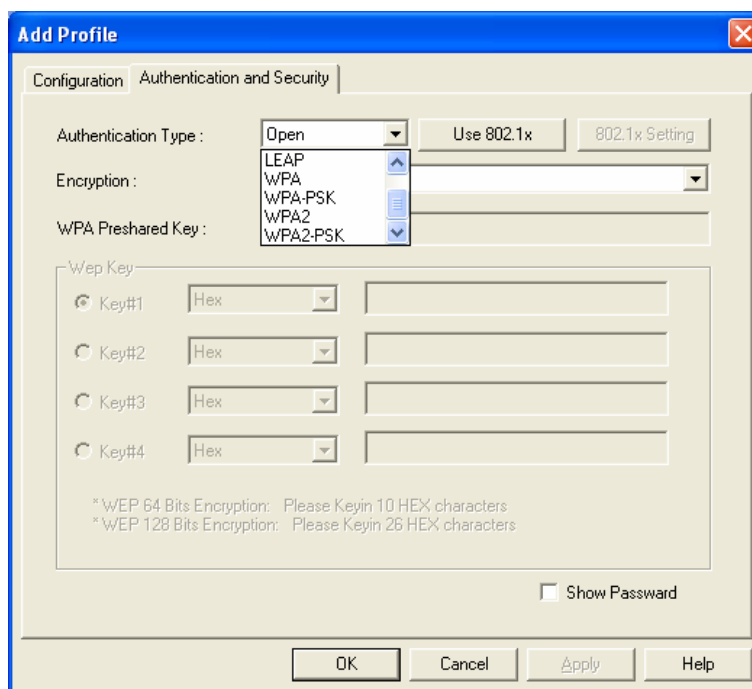 Add Profile
Configuration Authentication and Security
Authentication Type : Open Use 802.1x 802.1x Setting
LEAP
WPA
WPA-PSK
WPA2
WPA2-PSK
Encryption :
WPA Preshared Key :
Wep Key
Key#1 Hex
Key#2 Hex
Key#3 Hex
Key#4 Hex
* WEP 64 Bits Encryption: Please Keyin 10 HEX characters
* WEP 128 Bits Encryption: Please Keyin 26 HEX characters
Show Passward
OK Cancel Apply Help